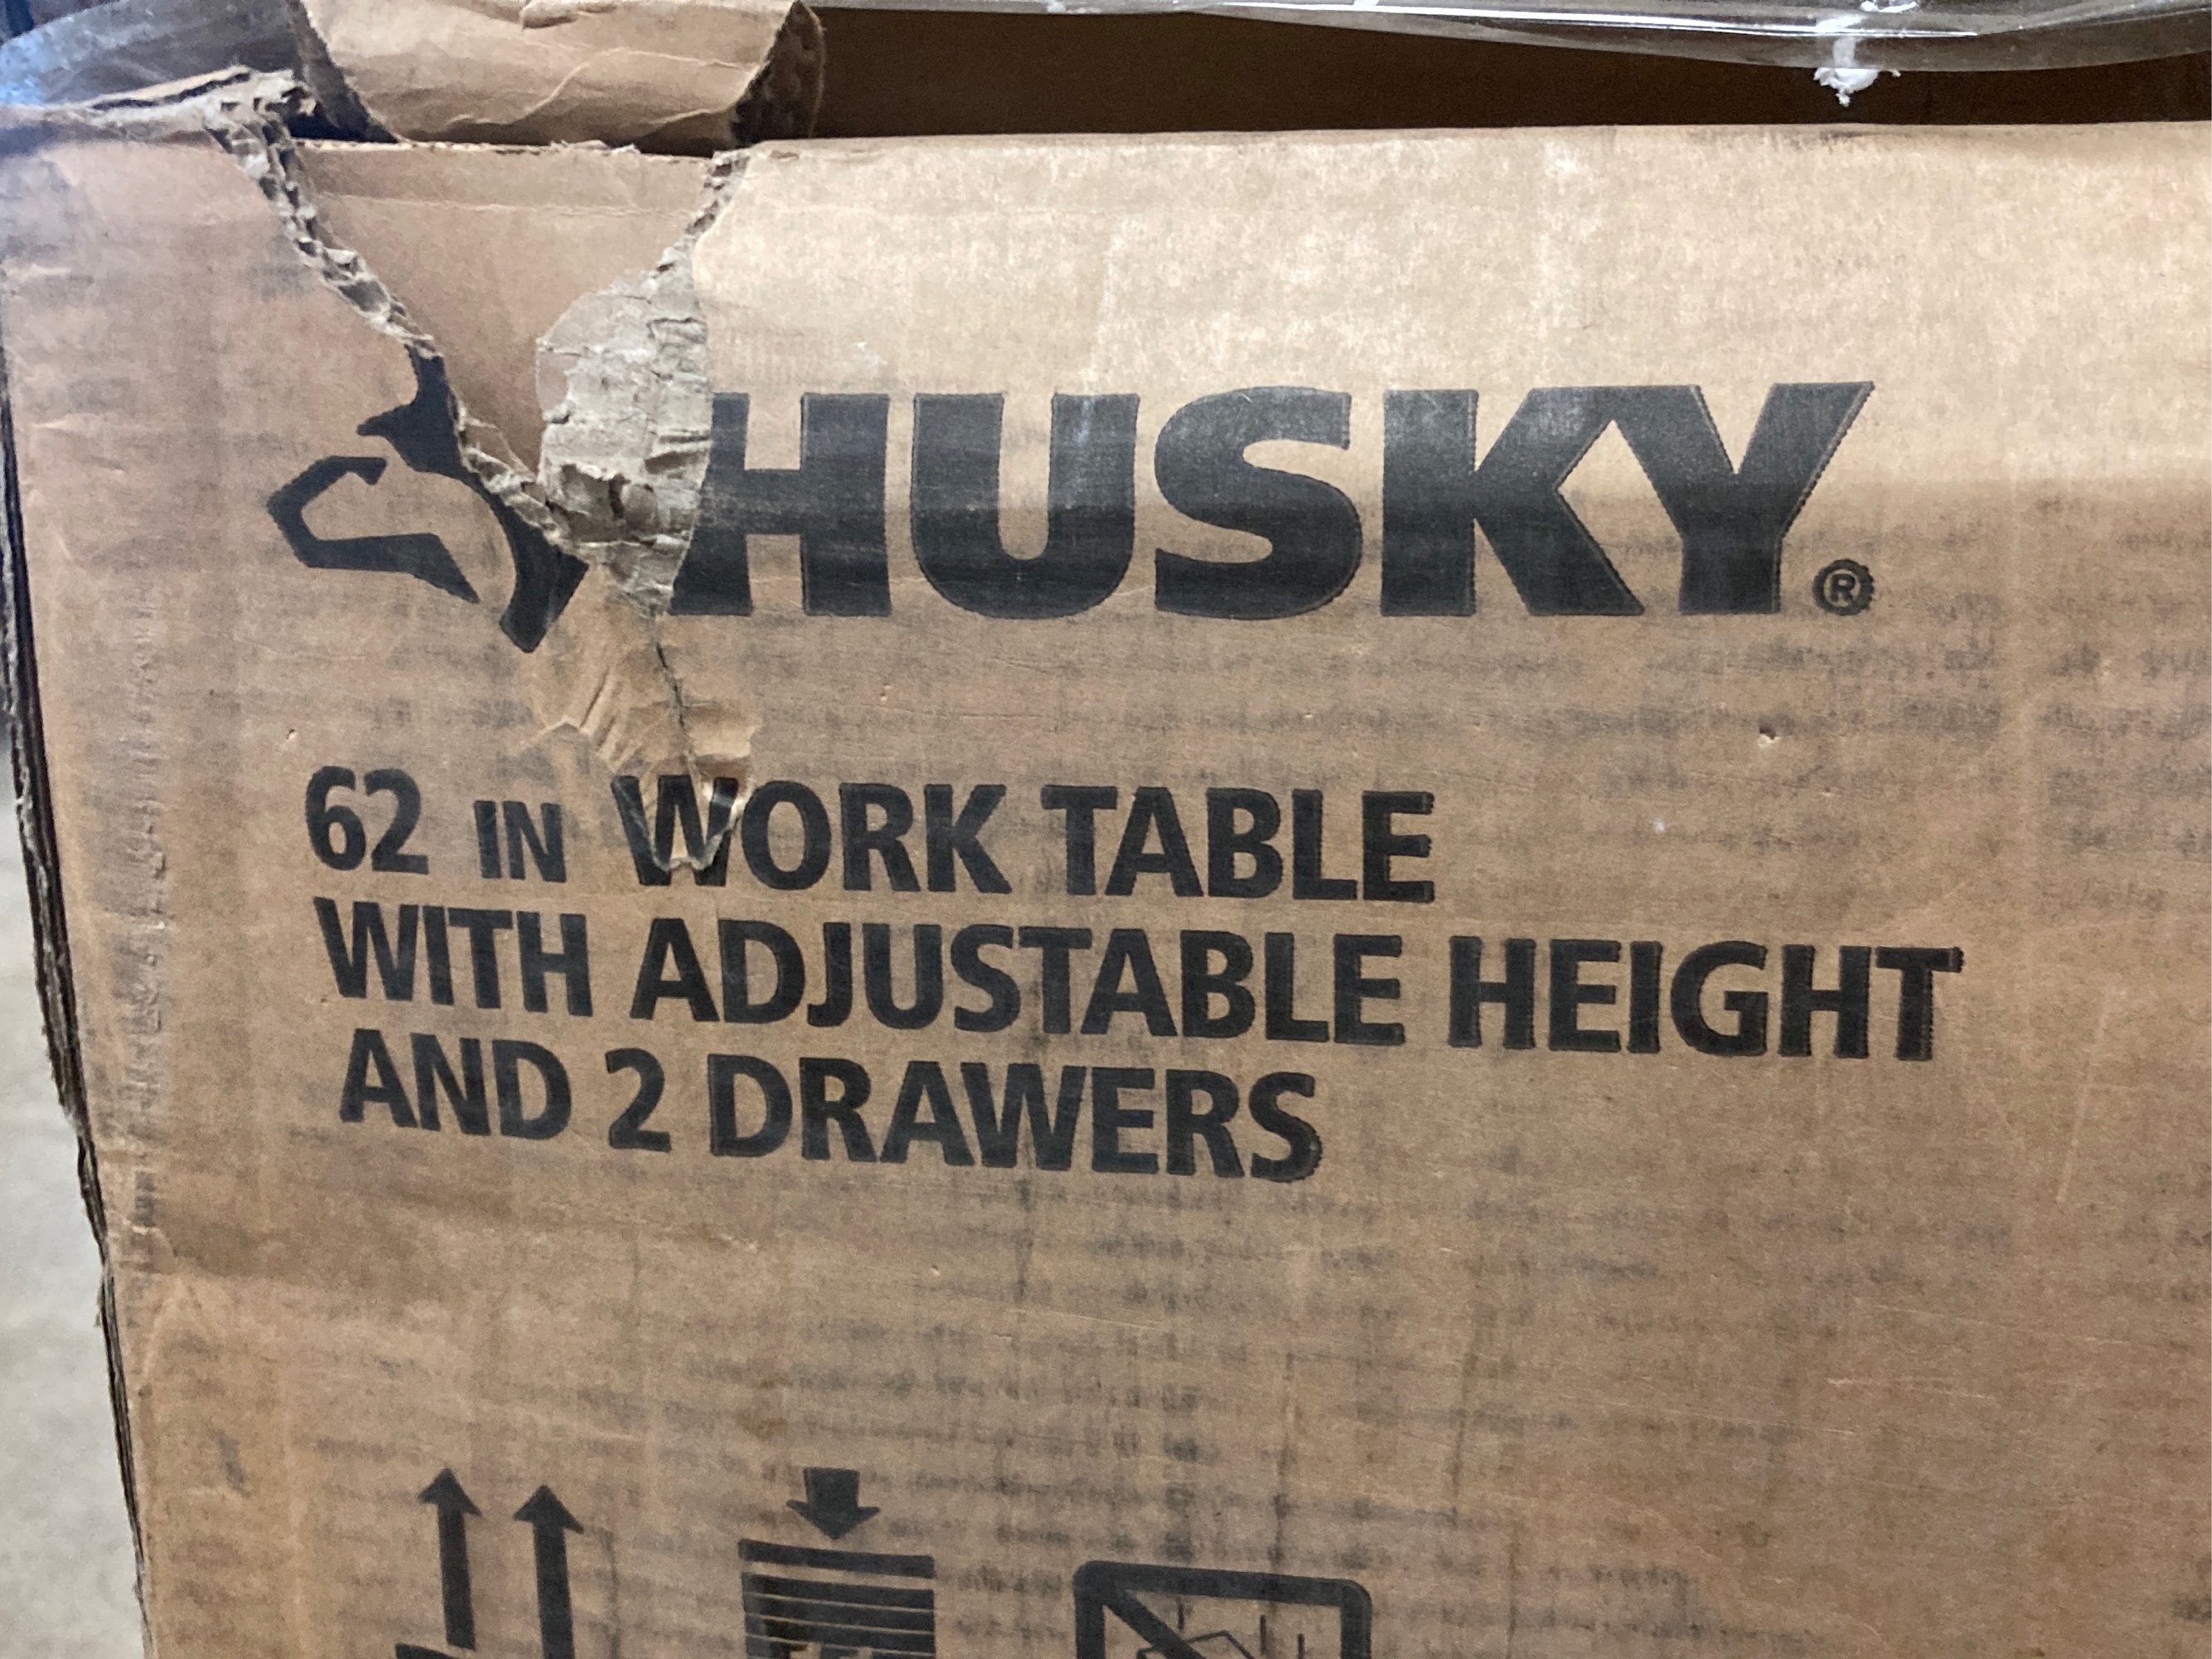 HUSKY®
62 IN WORK TABLE
WITH ADJUSTABLE HEIGHT
AND 2 DRAWERS